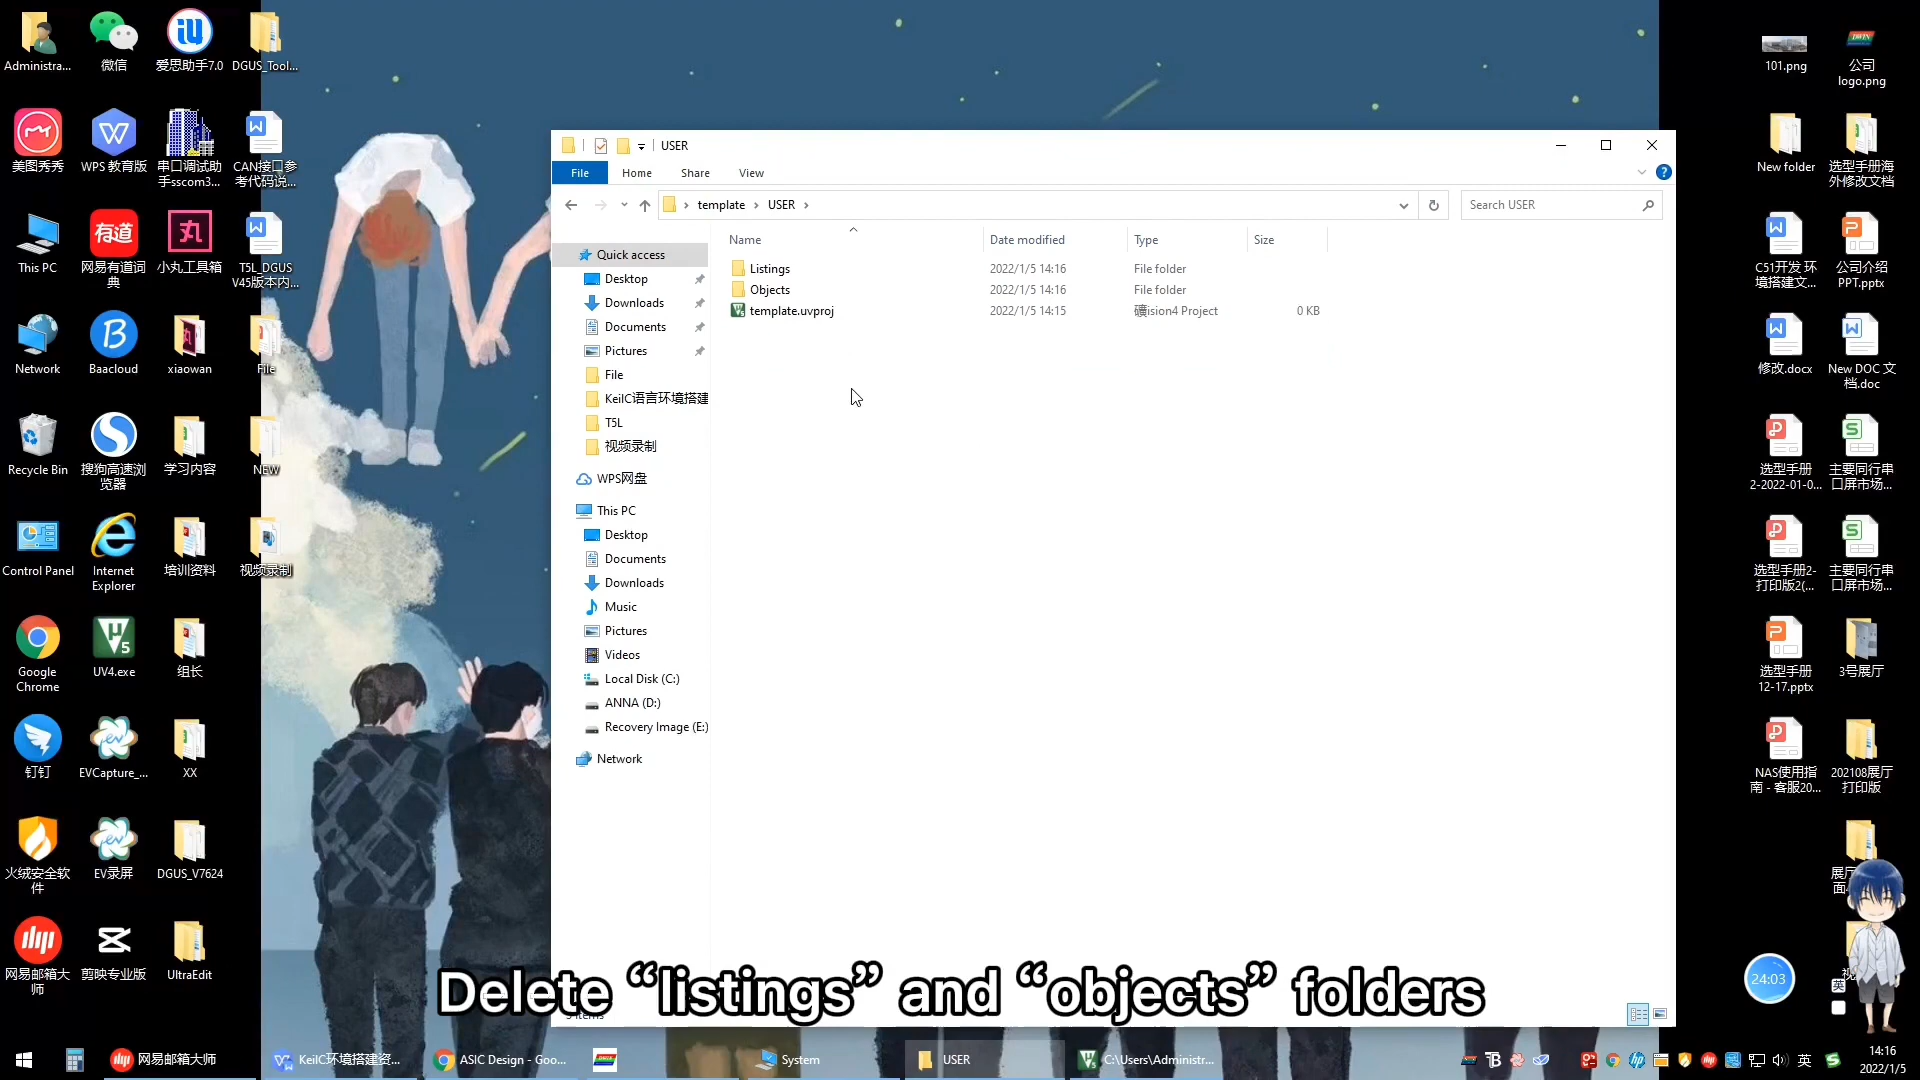 Administra...
微信
爱思助手7.0
DGUS_Tool...
美图秀秀
WPS 教育版
串口调试助
手sscom3...
CAN接口参
考代码说...
This PC
网易有道词
典
小丸工具箱
T5L_DGUS
V45版本内...
Network
Baacloud
xiaowan
File
Recycle Bin
搜狗高速浏
览器
学习内容
NEW
Control Panel
Internet
Explorer
培训资料
视频录制
Google
Chrome
UV4.exe
组长
钉钉
EVCapture_...
XX
火绒安全软
件
EV录屏
DGUS_V7624
网易邮箱大
师
剪映专业版
UltraEdit
USER
File
Home
Share
View
template
USER
Search USER
Name
Date modified
Type
Size
Listings
2022/1/5 14:16
File folder
Objects
2022/1/5 14:16
File folder
template.uvproj
2022/1/5 14:15
礦ision4 Project
0 KB
Quick access
Desktop
Downloads
Documents
Pictures
File
KeilC语言环境搭建
T5L
视频录制
WPS网盘
This PC
Desktop
Documents
Downloads
Music
Pictures
Videos
Local Disk (C:)
ANNA (D:)
Recovery Image (E:)
Network
Delete “listings” and “objects” folders
101.png
公司
logo.png
New folder
选型手册海
外修改文档
C51开发 环
境搭建文...
公司介绍
PPT.pptx
修改.docx
New DOC 文
档.doc
选型手册
2-2022-01-0...
主要同行串
口屏市场...
选型手册2-
打印版2(...
主要同行串
口屏市场...
选型手册
12-17.pptx
3号展厅
NAS使用指
南 - 客服20...
202108展厅
打印版
24:03
英
网易邮箱大师
KeilC环境搭建资...
ASIC Design - Goo...
System
USER
C:\Users\Administr...
英
14:16
2022/1/5